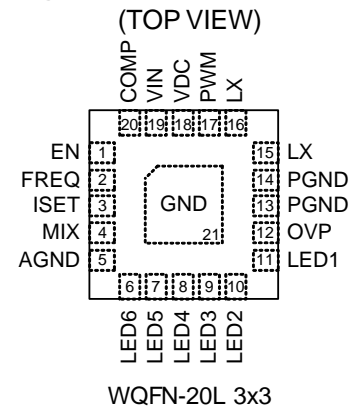 (TOP VIEW)
COMP
VIN
VDC
PWM
LX
20 19 18 17 16
EN 1
FREQ 2
ISET 3
MIX 4
AGND 5
GND
21
15 LX
14 PGND
13 PGND
12 OVP
11 LED1
6 7 8 9 10
LED6
LED5
LED4
LED3
LED2
WQFN-20L 3x3